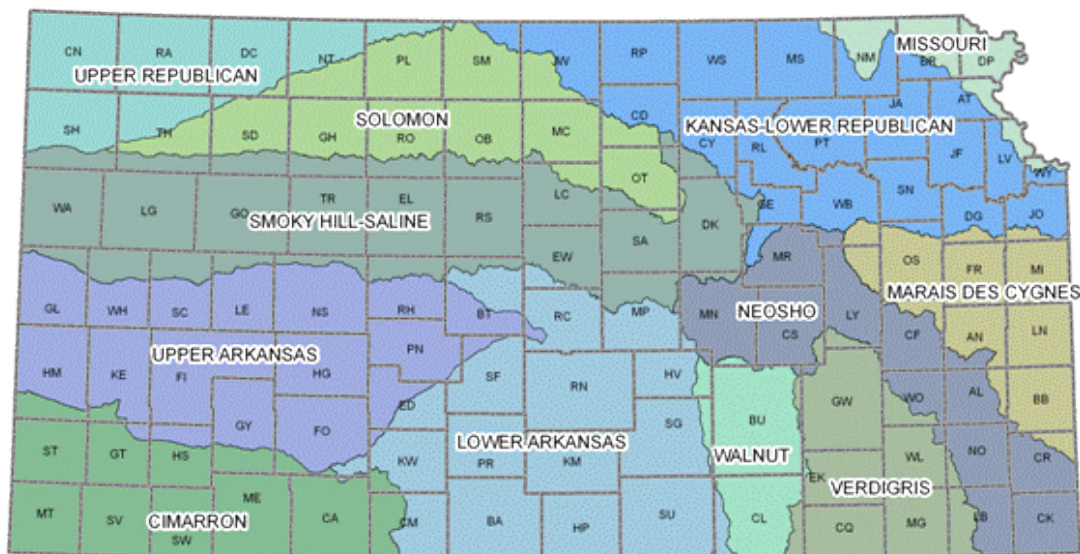 CN RA DC NT PL SM JW RP WS MS NM BR DP
MISSOURI
UPPER REPUBLICAN
SH TH SD GH RO OB MC CD CY RL PT JA AT JF LV WY
SOLOMON
KANSAS-LOWER REPUBLICAN
WA LG GO TR EL RS LC OT DK GE WB SN DG JO
SMOKY HILL-SALINE
EW SA MR OS FR MI
MARAIS DES CYGNES
GL WH SC LE NS RH BT RC MP MN CS LY CF AN LN
NEOSHO
UPPER ARKANSAS
HM KE FI HG PN SF RN HV BU GW WO AL BB
GY FO ED SG
LOWER ARKANSAS
WALNUT
ST GT HS KW PR KM EK WL NO CR
VERDIGRIS
MT SV SW ME CA CM BA HP SU CL CQ MG LB CK
CIMARRON